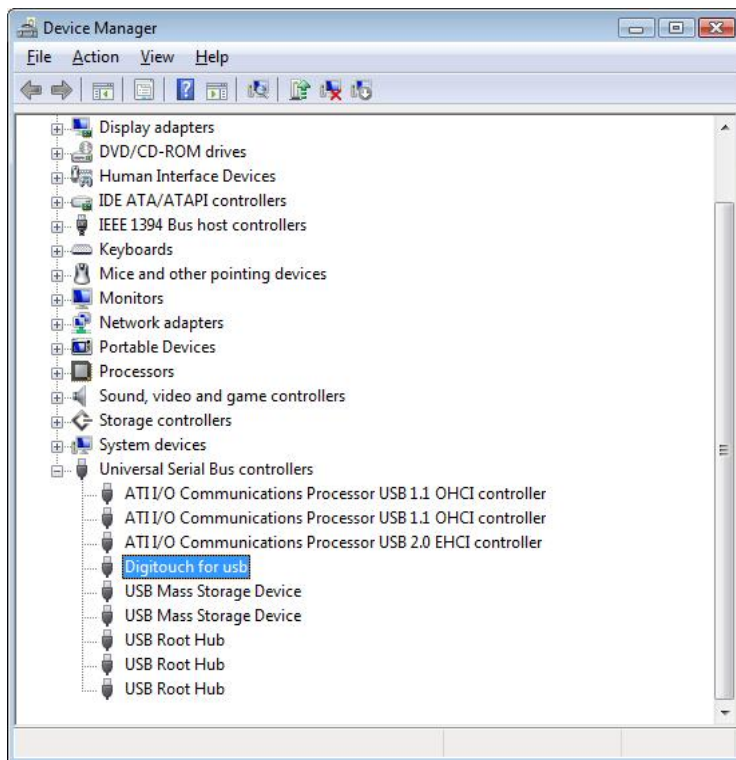 Device Manager
File Action View Help
Display adapters
DVD/CD-ROM drives
Human Interface Devices
IDE ATA/ATAPI controllers
IEEE 1394 Bus host controllers
Keyboards
Mice and other pointing devices
Monitors
Network adapters
Portable Devices
Processors
Sound, video and game controllers
Storage controllers
System devices
Universal Serial Bus controllers
ATI I/O Communications Processor USB 1.1 OHCI controller
ATI I/O Communications Processor USB 1.1 OHCI controller
ATI I/O Communications Processor USB 2.0 EHCI controller
Digitouch for usb
USB Mass Storage Device
USB Mass Storage Device
USB Root Hub
USB Root Hub
USB Root Hub